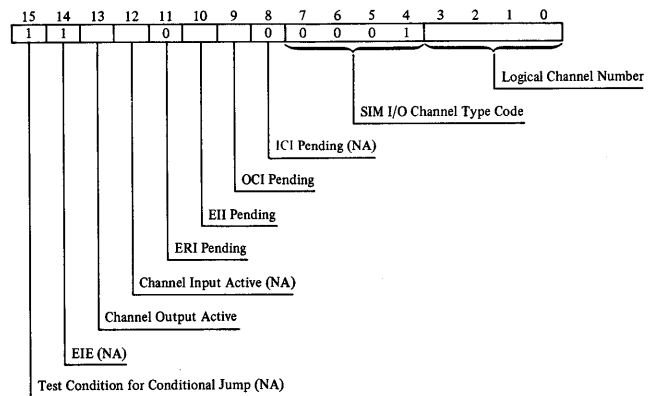 15 14 13 12 11 10 9 8 7 6 5 4 3 2 1 0
1 1 0 0 0 0 0 1
Logical Channel Number
SIM I/O Channel Type Code
ICI Pending (NA)
OCI Pending
EII Pending
ERI Pending
Channel Input Active (NA)
Channel Output Active
EIE (NA)
Test Condition for Conditional Jump (NA)